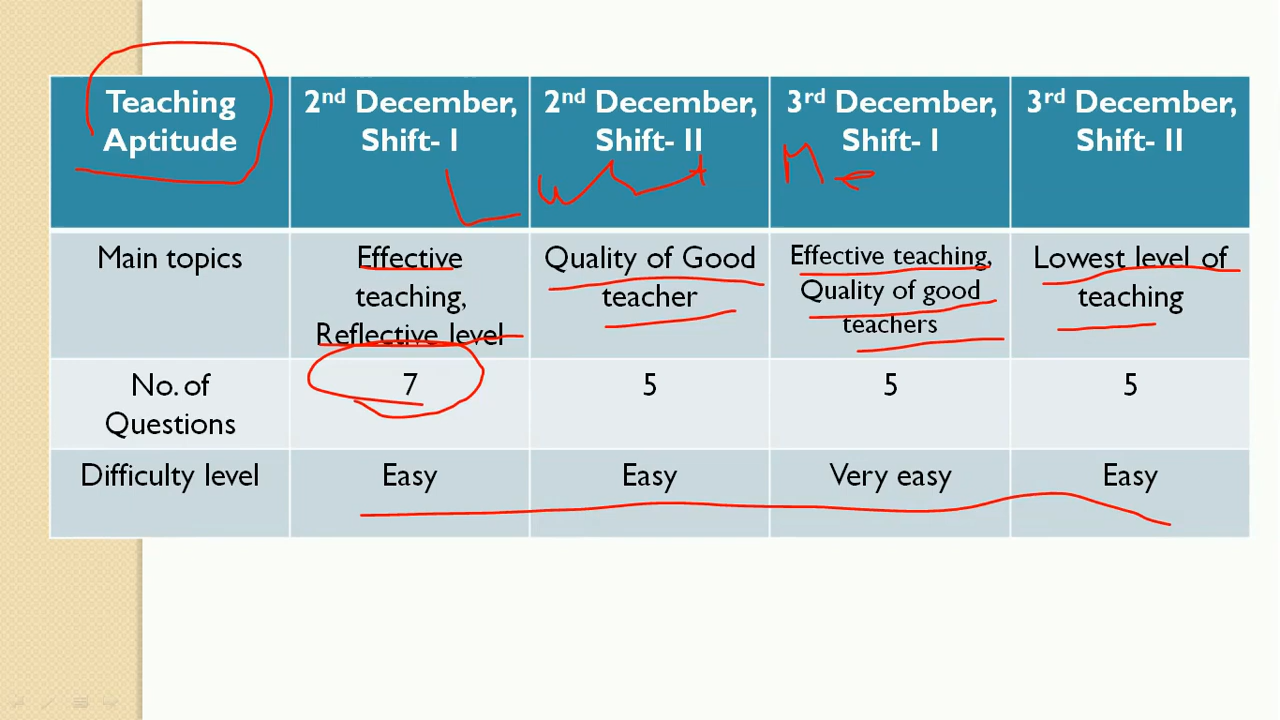 Teaching Aptitude
2nd December, Shift- I
2nd December, Shift- II
3rd December, Shift- I
3rd December, Shift- II
Main topics
Effective teaching, Reflective level
Quality of Good teacher
Effective teaching, Quality of good teachers
Lowest level of teaching
No. of Questions
7
5
5
5
Difficulty level
Easy
Easy
Very easy
Easy